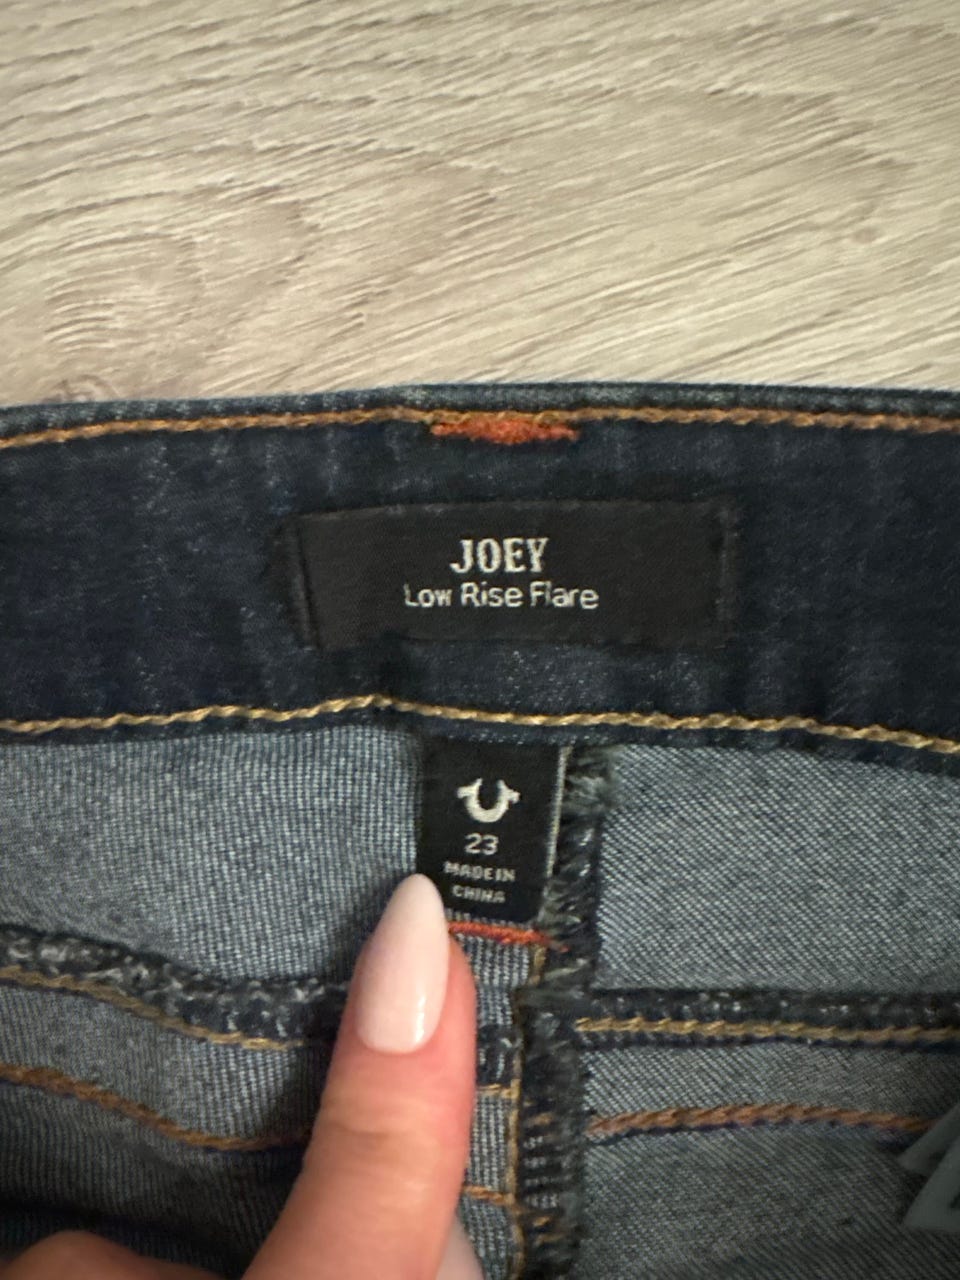 JOEY
Low Rise Flare
23
MADE IN
CHINA